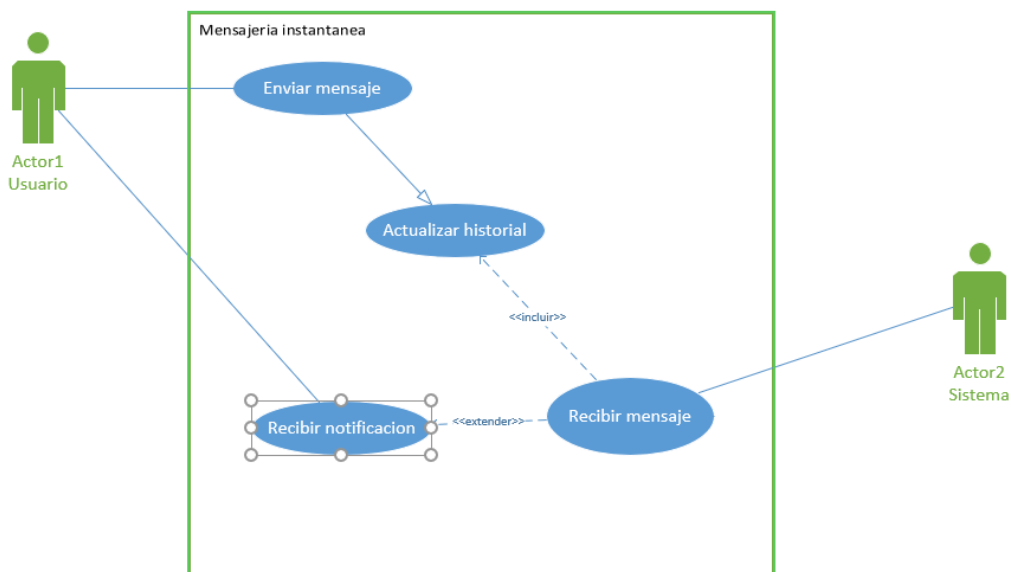 Mensajeria instantanea
Enviar mensaje
Actor1
Usuario
Actualizar historial
<<incluir>>
Actor2
Sistema
Recibir notificacion
<<extender>>
Recibir mensaje